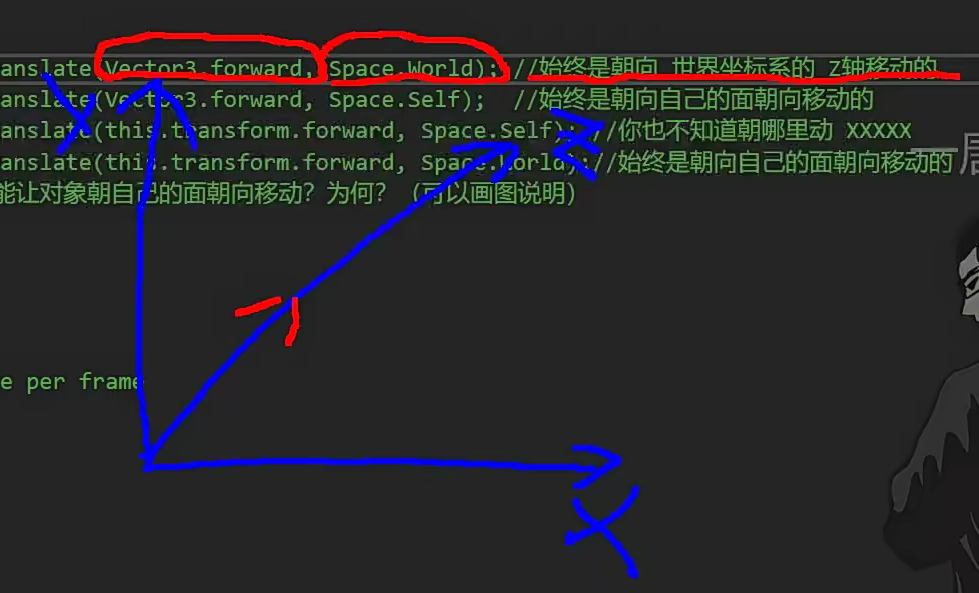 anslate(Vector3.forward, Space.World); //始终是朝向 世界坐标系的 Z轴移动的
anslate(Vector3.forward, Space.Self); //始终是朝向自己的面朝向移动的
anslate(this.transform.forward, Space.Self); //你也不知道朝哪里动 XXXXX
anslate(this.transform.forward, Space.World);//始终是朝向自己的面朝向移动的
能让对象朝自己的面朝向移动？为何？（可以画图说明）
e per frame
Z
X